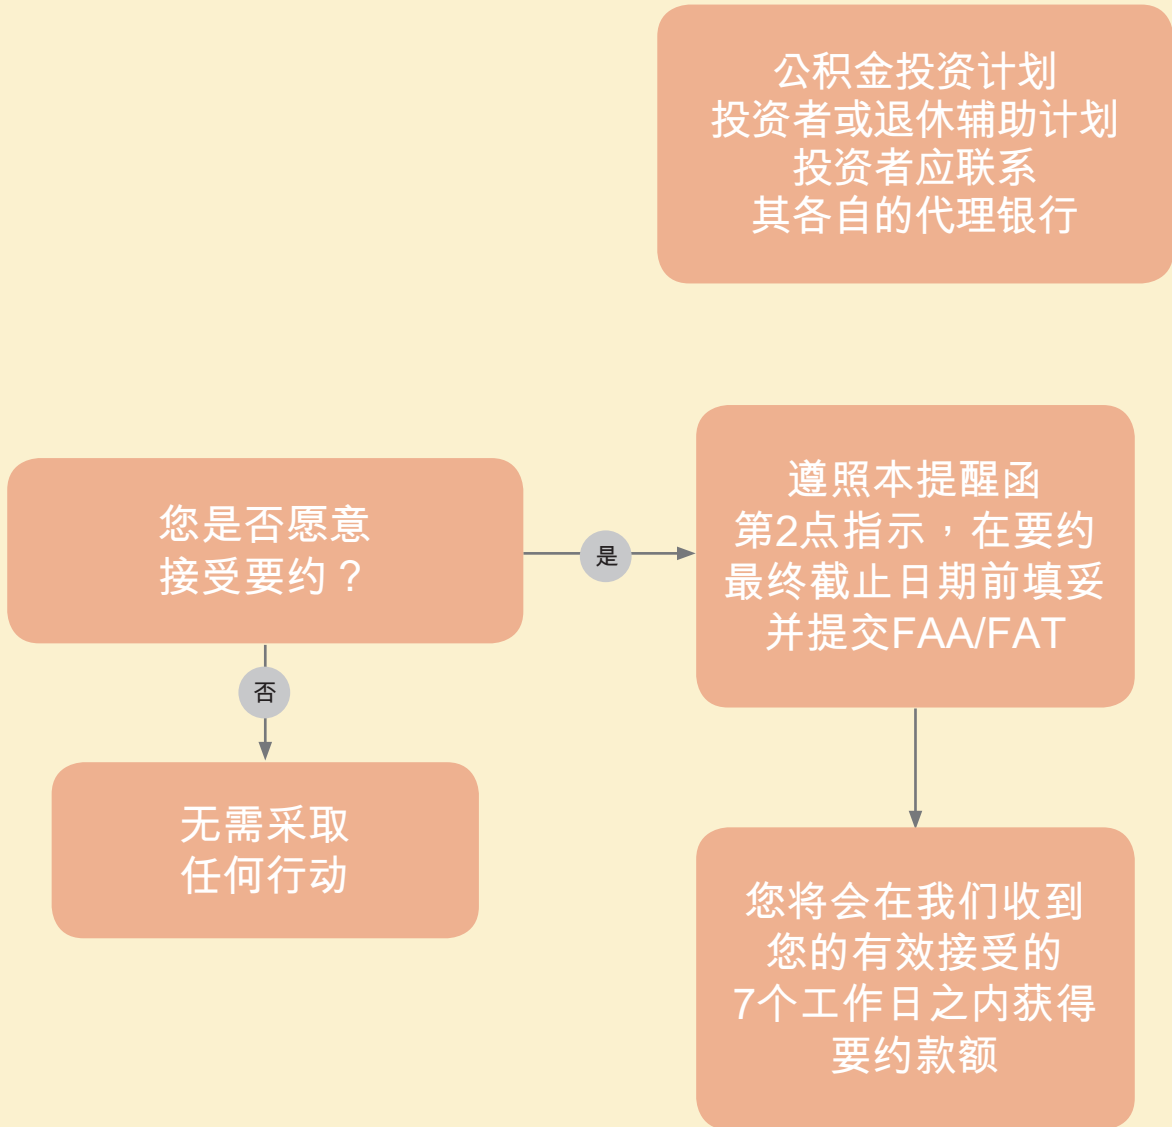 公积金投资计划
投资者或退休辅助计划
投资者应联系
其各自的代理银行
您是否愿意
接受要约？
是
遵照本提醒函
第2点指示，在要约
最终截止日期前填妥
并提交FAA/FAT
否
无需采取
任何行动
您将会在我们收到
您的有效接受的
7个工作日之内获得
要约款额